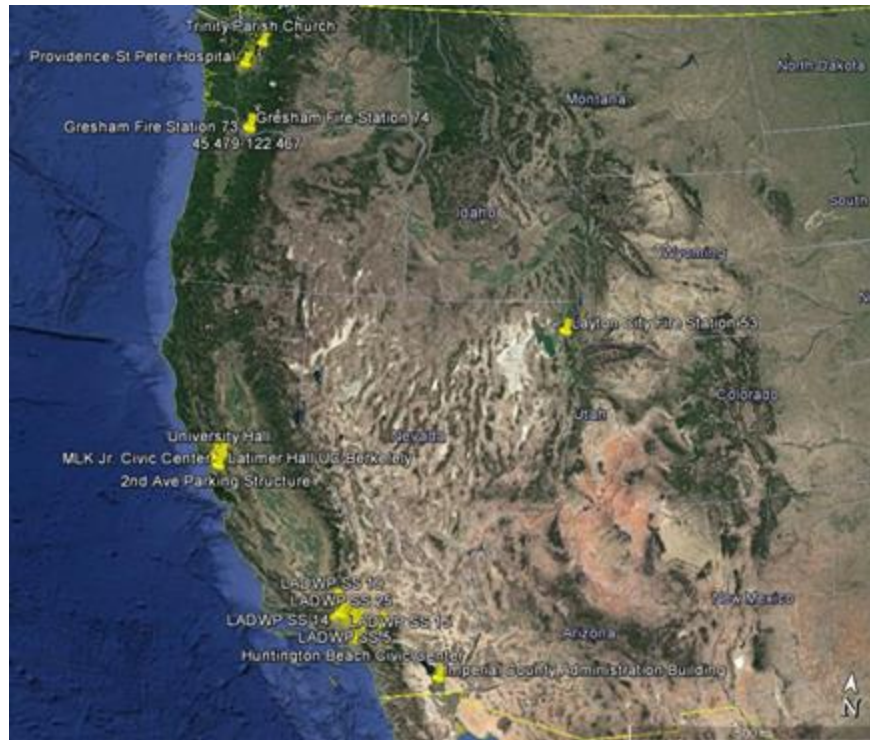 Trinity Parish Church
Providence-St Peter Hospital
North Dakota
Montana
Gresham Fire Station 74
Gresham Fire Station 73
45.479-122.467
South
Idaho
Wyoming
Layton City Fire Station 53
Colorado
Utah
University Hall
Nevada
MLK Jr. Civic Center
Latimer Hall UC Berkeley
2nd Ave Parking Structure
LADWP SS
LADWP SS 25
New Mexico
LADWP SS 14
LADWP SS 15
Arizona
LADWP SS 5
Huntington Beach Civic Center
Imperial County Administration Building
N